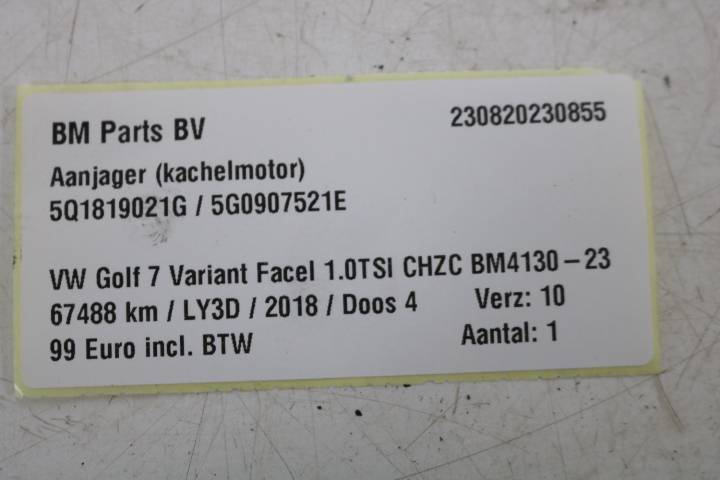 BM Parts BV 230820230855
Aanjager (kachelmotor)
5Q1819021G / 5G0907521E
VW Golf 7 Variant Facel 1.0TSI CHZC BM4130-23
67488 km / LY3D / 2018 / Doos 4 Verz: 10
99 Euro incl. BTW Aantal: 1